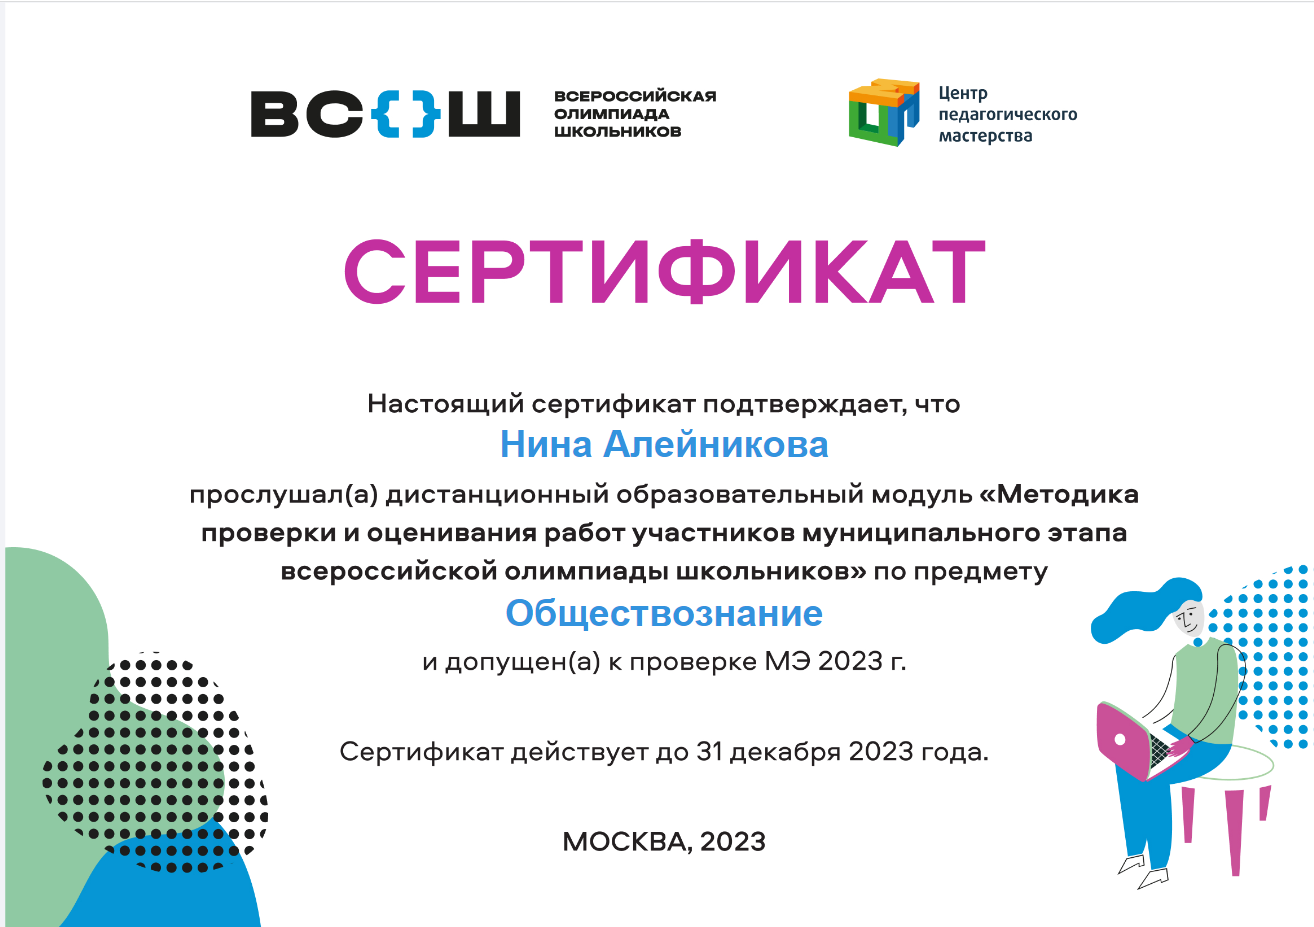 ВС{}Ш
ВСЕРОССИЙСКАЯ
ОЛИМПИАДА
ШКОЛЬНИКОВ
Центр
педагогического
мастерства
СЕРТИФИКАТ
Настоящий сертификат подтверждает, что
Нина Алейникова
прослушал(а) дистанционный образовательный модуль «Методика
проверки и оценивания работ участников муниципального этапа
всероссийской олимпиады школьников» по предмету
Обществознание
и допущен(а) к проверке МЭ 2023 г.
Сертификат действует до 31 декабря 2023 года.
МОСКВА, 2023